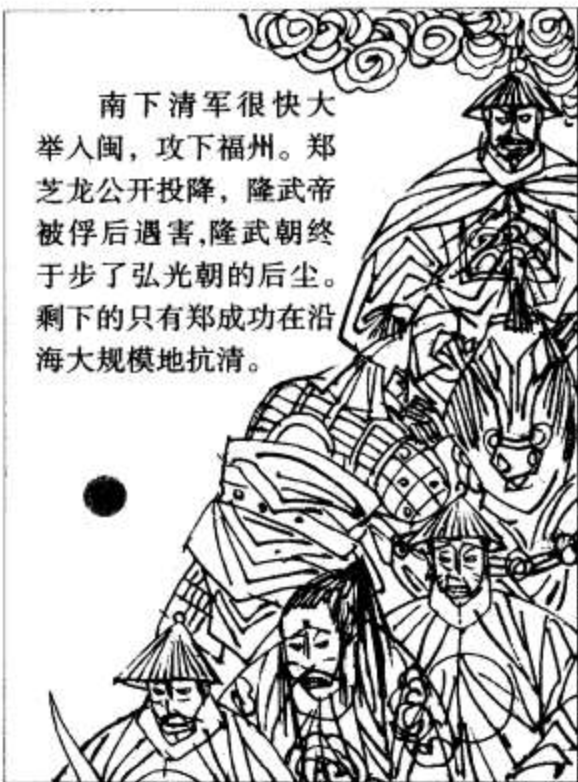 南下清军很快大
举入闽，攻下福州。郑
芝龙公开投降，隆武帝
被俘后遇害,隆武朝终
于步了弘光朝的后尘。
剩下的只有郑成功在沿
海大规模地抗清。